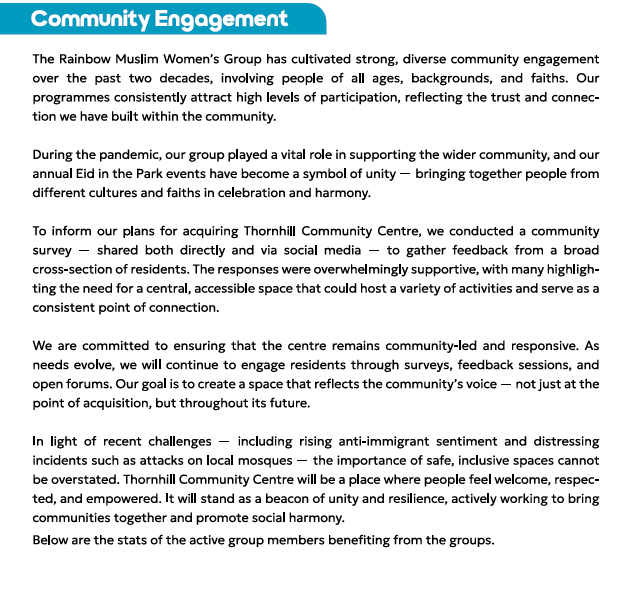 Community Engagement
The Rainbow Muslim Women's Group has cultivated strong, diverse community engagement
over the past two decades, involving people of all ages, backgrounds, and faiths. Our
programmes consistently attract high levels of participation, reflecting the trust and connec-
tion we have built within the community.
During the pandemic, our group played a vital role in supporting the wider community, and our
annual Eid in the Park events have become a symbol of unity — bringing together people from
different cultures and faiths in celebration and harmony.
To inform our plans for acquiring Thornhill Community Centre, we conducted a community
survey — shared both directly and via social media — to gather feedback from a broad
cross-section of residents. The responses were overwhelmingly supportive, with many highligh-
ting the need for a central, accessible space that could host a variety of activities and serve as a
consistent point of connection.
We are committed to ensuring that the centre remains community-led and responsive. As
needs evolve, we will continue to engage residents through surveys, feedback sessions, and
open forums. Our goal is to create a space that reflects the community's voice — not just at the
point of acquisition, but throughout its future.
In light of recent challenges — including rising anti-immigrant sentiment and distressing
incidents such as attacks on local mosques — the importance of safe, inclusive spaces cannot
be overstated. Thornhill Community Centre will be a place where people feel welcome, respec-
ted, and empowered. It will stand as a beacon of unity and resilience, actively working to bring
communities together and promote social harmony.
Below are the stats of the active group members benefiting from the groups.